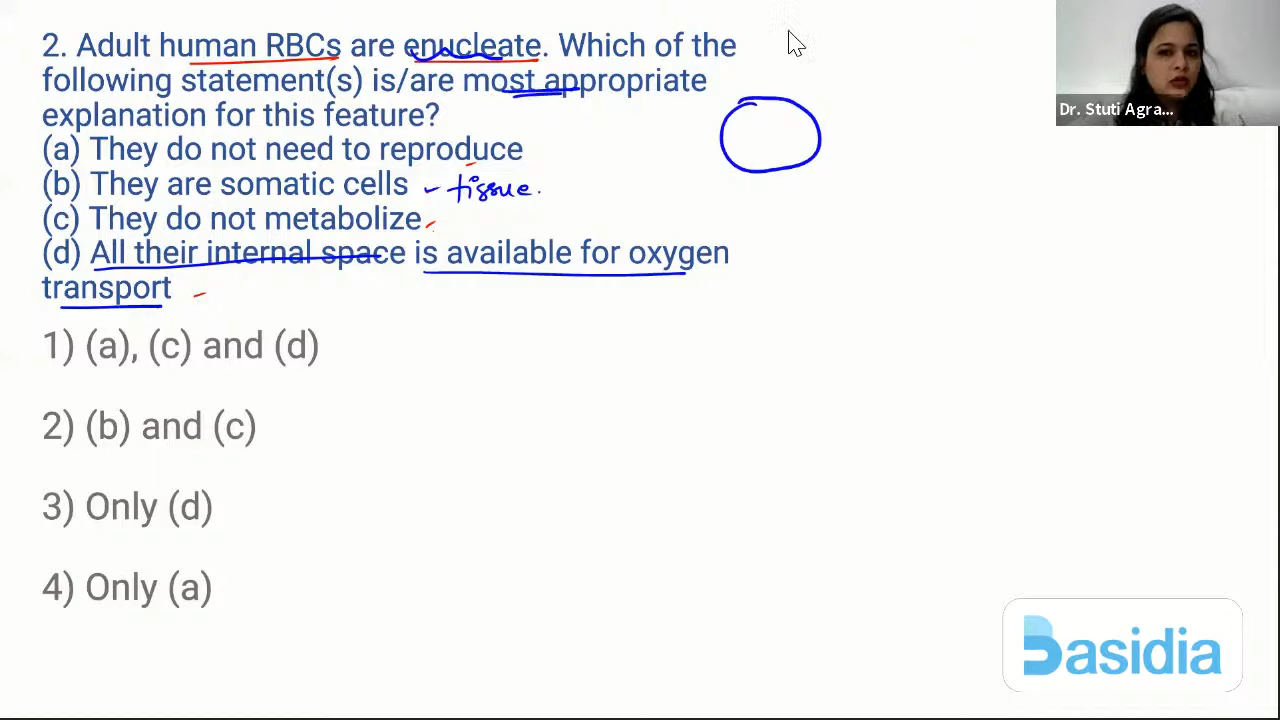 2. Adult human RBCs are enucleate. Which of the
following statement(s) is/are most appropriate
explanation for this feature?
(a) They do not need to reproduce
(b) They are somatic cells - tissue.
(c) They do not metabolize
(d) All their internal space is available for oxygen
transport
1) (a), (c) and (d)
2) (b) and (c)
3) Only (d)
4) Only (a)
Dr. Stuti Agra...
Basidia